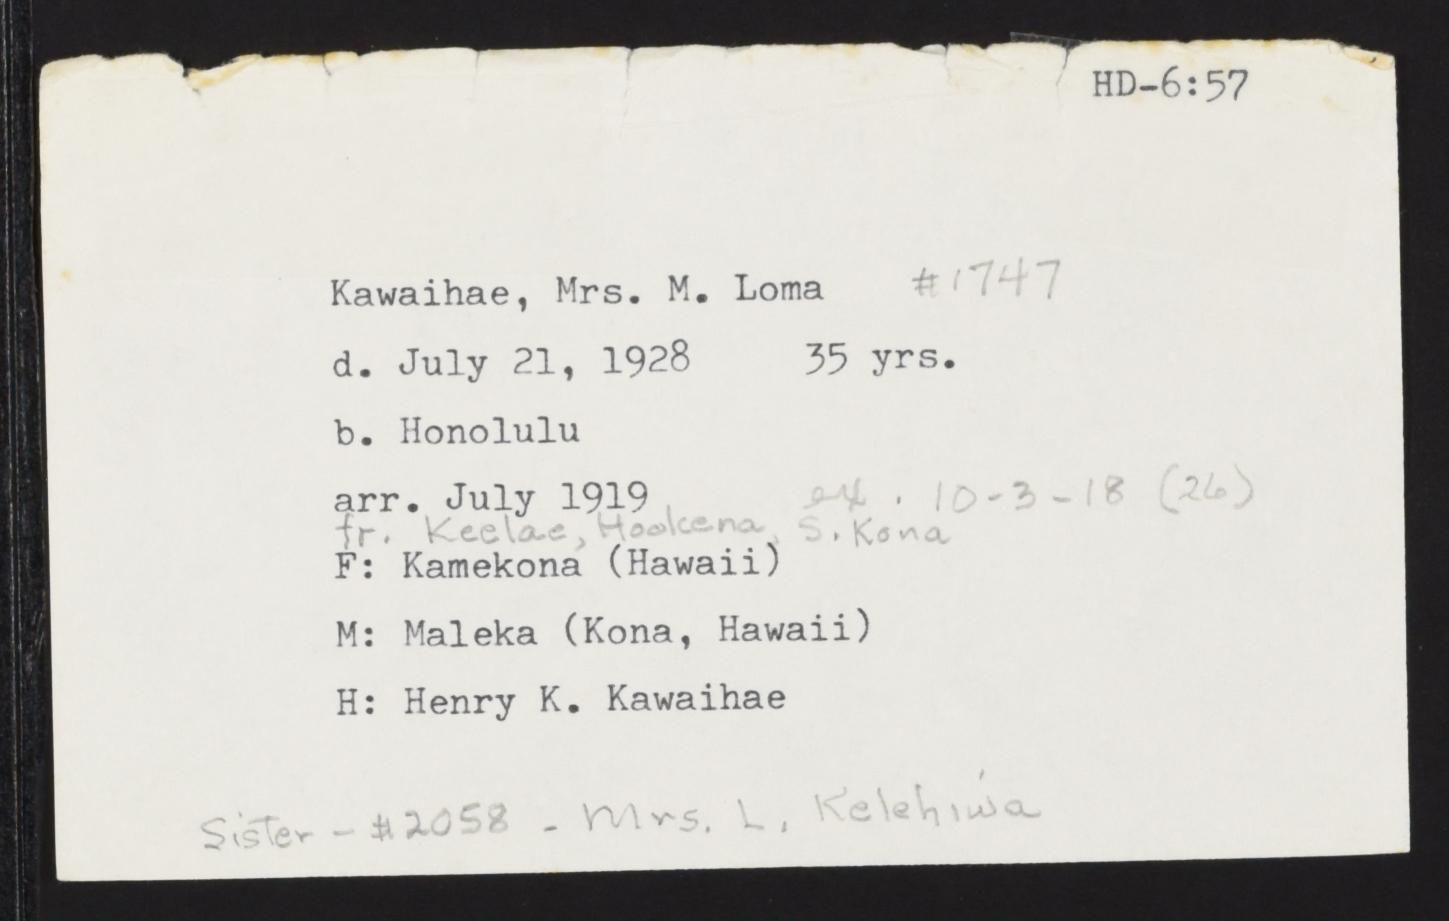 HD-6:57
Kawaihae, Mrs. M. Loma #1747
d. July 21, 1928 35 yrs.
b. Honolulu
arr. July 1919 ex. 10-3-18 (26)
fr. Keelae, Hookena, S. Kona
F: Kamekona (Hawaii)
M: Maleka (Kona, Hawaii)
H: Henry K. Kawaihae
Sister - #2058 - Mrs. L. Kelehiwa